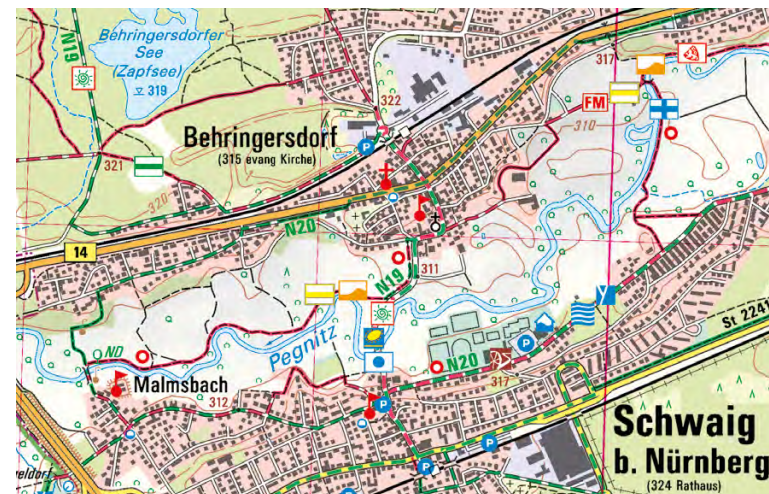 N19
Behringersdorfer
See
(Zapfsee)
319
317
FM
322
310
Behringersdorf
(315 evang Kirche)
P
321
320
N20
14
N19
311
Pegnitz
ND
Malmsbach
312
P
N20
317
P
St 2241
Schwaig
b. Nürnberg
(324 Rathaus)
P
P
P
geldorf